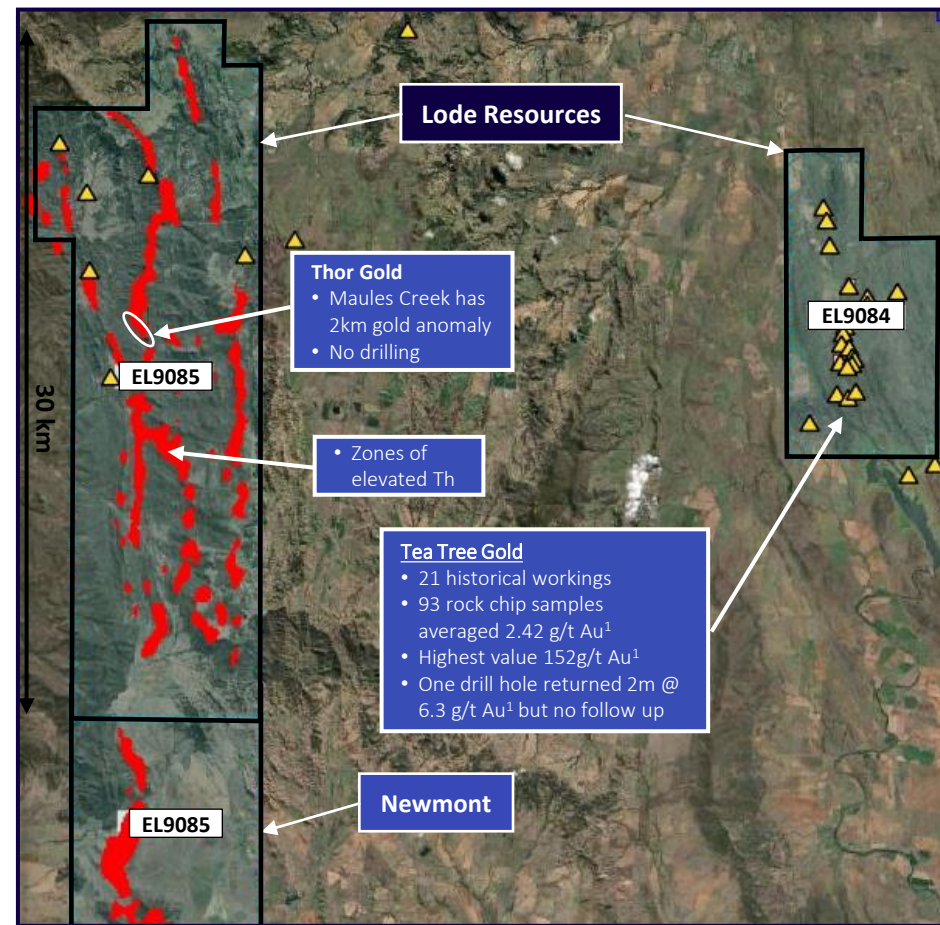 Lode Resources
Thor Gold
• Maules Creek has
2km gold anomaly
• No drilling
EL9084
EL9085
30 km
• Zones of
elevated Th
Tea Tree Gold
• 21 historical workings
• 93 rock chip samples
averaged 2.42 g/t Au¹
• Highest value 152g/t Au¹
• One drill hole returned 2m @
6.3 g/t Au¹ but no follow up
Newmont
EL9085